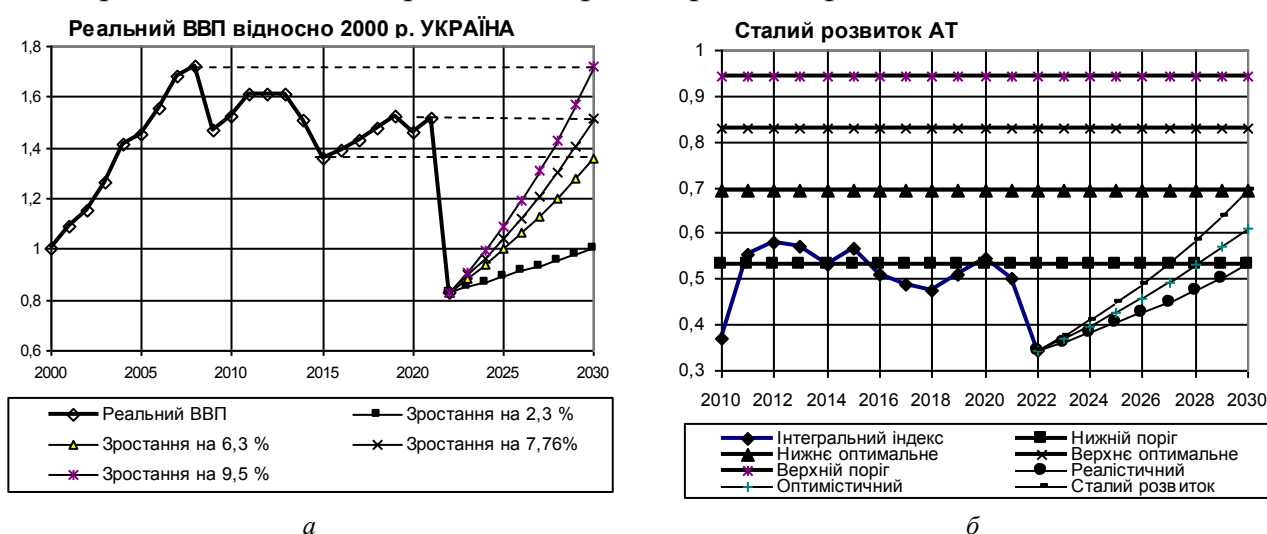 Реальний ВВП відносно 2000 р. УКРАЇНА
1,8
1,6
1,4
1,2
1
0,8
0,6
2000 2005 2010 2015 2020 2025 2030
Реальний ВВП
Зростання на 2,3 %
Зростання на 6,3 %
Зростання на 7,76%
Зростання на 9,5 %
а
Сталий розвиток АТ
1
0,9
0,8
0,7
0,6
0,5
0,4
0,3
2010 2012 2014 2016 2018 2020 2022 2024 2026 2028 2030
Інтегральний індекс
Нижній поріг
Нижнє оптимальне
Верхнє оптимальне
Верхній поріг
Реалістичний
Оптимістичний
Сталий розвиток
б